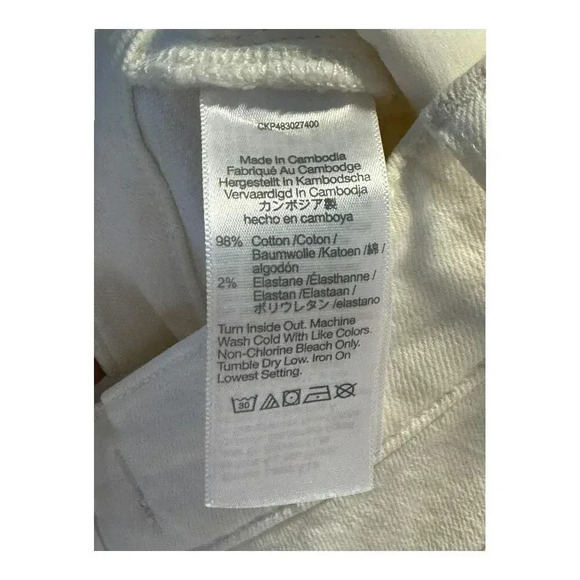 CKP483027400
Made In Cambodia
Fabriqué Au Cambodge
Hergestellt In Kambodscha
Vervaardigd In Cambodja
カンボジア製
hecho en camboya
98% Cotton /Coton /
Baumwolle /Katoen /綿 /
algodón
2% Elastane /Élasthanne /
Elastan /Elastaan /
ポリウレタン /elastano
Turn Inside Out. Machine
Wash Cold With Like Colors.
Non-Chlorine Bleach Only.
Tumble Dry Low. Iron On
Lowest Setting.
30